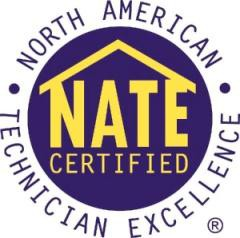 • NORTH AMERICAN •
NATE
CERTIFIED
TECHNICIAN EXCELLENCE
®